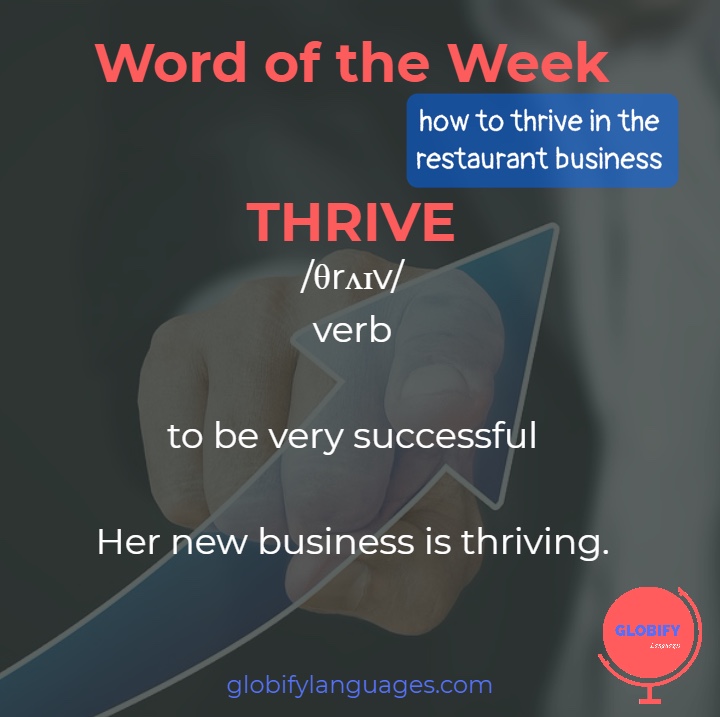 Word of the Week
how to thrive in the
restaurant business
THRIVE
/θrʌɪv/
verb
to be very successful
Her new business is thriving.
GLOBIFY
Languages
globifylanguages.com